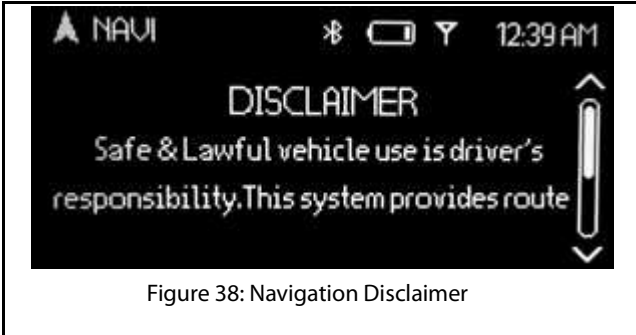 NAVI 12:39 AM
DISCLAIMER
Safe & Lawful vehicle use is driver's
responsibility.This system provides route
Figure 38: Navigation Disclaimer